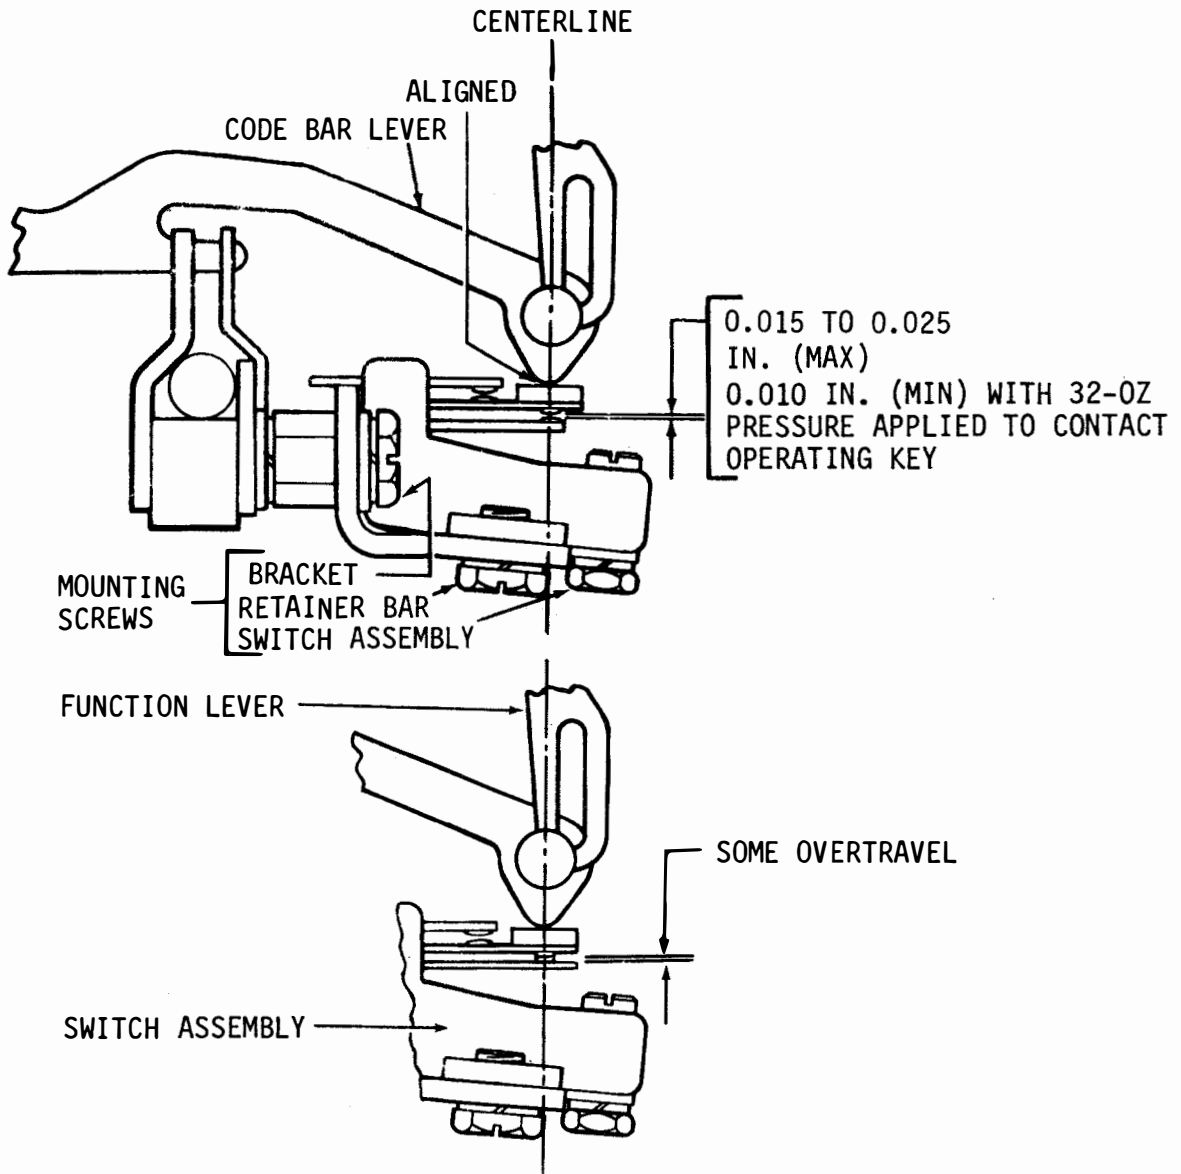 CENTERLINE
ALIGNED
CODE BAR LEVER
0.015 TO 0.025
IN. (MAX)
0.010 IN. (MIN) WITH 32-OZ
PRESSURE APPLIED TO CONTACT
OPERATING KEY
MOUNTING
SCREWS
BRACKET
RETAINER BAR
SWITCH ASSEMBLY
FUNCTION LEVER
SOME OVERTRAVEL
SWITCH ASSEMBLY